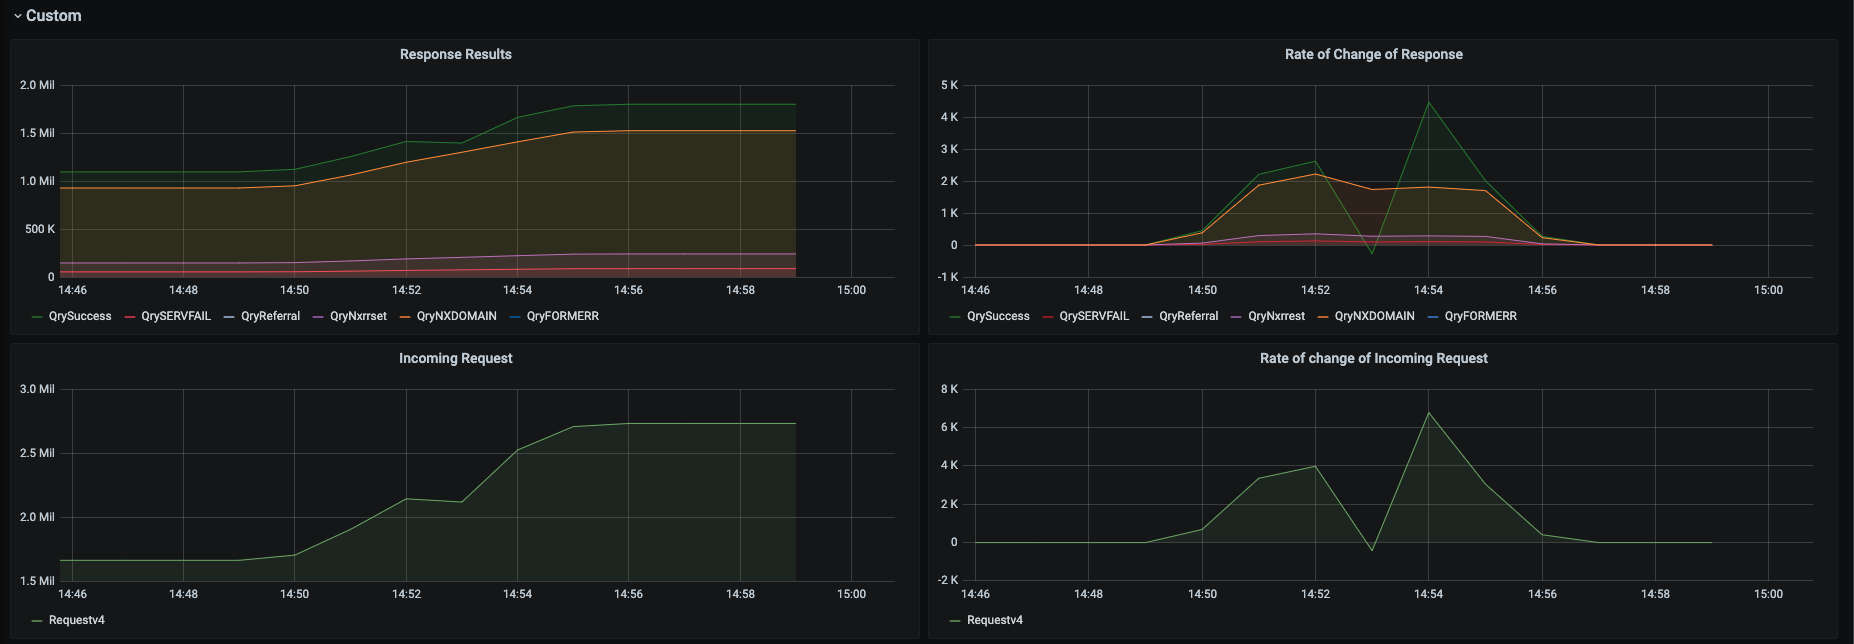 Custom
Response Results
2.0 Mil
1.5 Mil
1.0 Mil
500 K
0
14:46 14:48 14:50 14:52 14:54 14:56 14:58 15:00
QrySuccess QrySERVFAIL QryReferral QryNxrrset QryNXDOMAIN QryFORMERR
Rate of Change of Response
5 K
4 K
3 K
2 K
1 K
0
-1 K
14:46 14:48 14:50 14:52 14:54 14:56 14:58 15:00
QrySuccess QrySERVFAIL QryReferral QryNxrrest QryNXDOMAIN QryFORMERR
Incoming Request
3.0 Mil
2.5 Mil
2.0 Mil
1.5 Mil
14:46 14:48 14:50 14:52 14:54 14:56 14:58 15:00
Requestv4
Rate of change of Incoming Request
8 K
6 K
4 K
2 K
0
-2 K
14:46 14:48 14:50 14:52 14:54 14:56 14:58 15:00
Requestv4